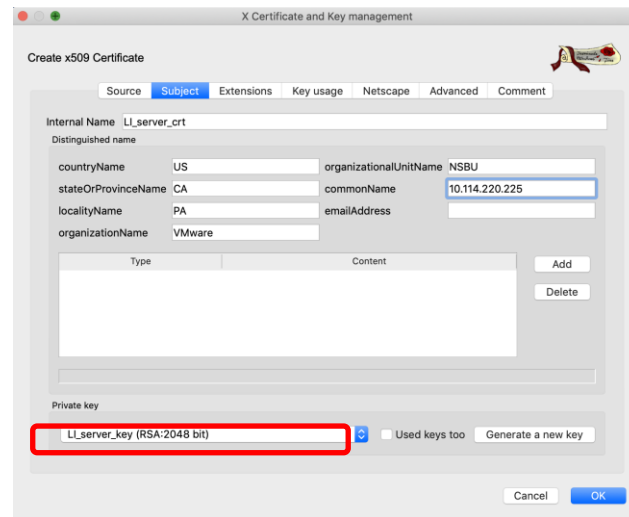 X Certificate and Key management
Create x509 Certificate
Source Subject Extensions Key usage Netscape Advanced Comment
Internal Name LI_server_crt
Distinguished name
countryName US organizationalUnitName NSBU
stateOrProvinceName CA commonName 10.114.220.225
localityName PA emailAddress
organizationName VMware
Type Content Add
Delete
Private key
LI_server_key (RSA:2048 bit) Used keys too Generate a new key
Cancel OK